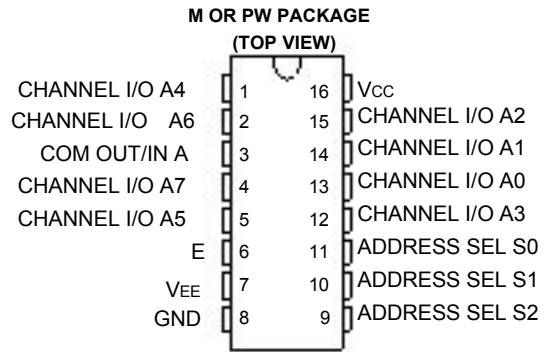 M OR PW PACKAGE
(TOP VIEW)
CHANNEL I/O A4 1 16 VCC
CHANNEL I/O A6 2 15 CHANNEL I/O A2
COM OUT/IN A 3 14 CHANNEL I/O A1
CHANNEL I/O A7 4 13 CHANNEL I/O A0
CHANNEL I/O A5 5 12 CHANNEL I/O A3
E 6 11 ADDRESS SEL S0
VEE 7 10 ADDRESS SEL S1
GND 8 9 ADDRESS SEL S2